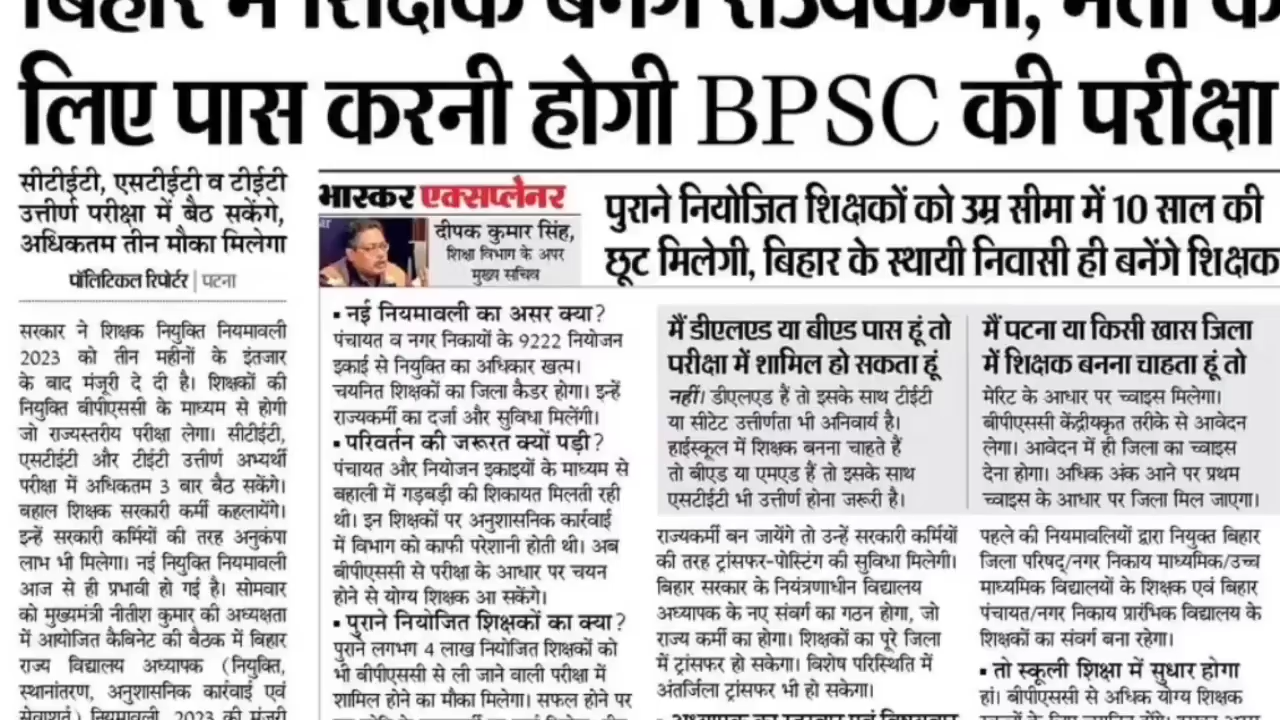 बिहार में शिक्षक बनेंगे राज्यकर्मी, भर्ती के
लिए पास करनी होगी BPSC की परीक्षा
सीटीईटी, एसटीईटी व टीईटी
उत्तीर्ण परीक्षा में बैठ सकेंगे,
अधिकतम तीन मौका मिलेगा
पॉलिटिकल रिपोर्टर | पटना
सरकार ने शिक्षक नियुक्ति नियमावली
2023 को तीन महीनों के इंतजार
के बाद मंजूरी दे दी है। शिक्षकों की
नियुक्ति बीपीएससी के माध्यम से होगी
जो राज्यस्तरीय परीक्षा लेगा। सीटीईटी,
एसटीईटी और टीईटी उत्तीर्ण अभ्यर्थी
परीक्षा में अधिकतम 3 बार बैठ सकेंगे।
बहाल शिक्षक सरकारी कर्मी कहलायेंगे।
इन्हें सरकारी कर्मियों की तरह अनुकंपा
लाभ भी मिलेगा। नई नियुक्ति नियमावली
आज से ही प्रभावी हो गई है। सोमवार
को मुख्यमंत्री नीतीश कुमार की अध्यक्षता
में आयोजित कैबिनेट की बैठक में बिहार
राज्य विद्यालय अध्यापक (नियुक्ति,
स्थानांतरण, अनुशासनिक कार्रवाई एवं
सेवाशर्त) नियमावली, 2023 की मंजूरी
भास्कर एक्सप्लेनर
दीपक कुमार सिंह,
शिक्षा विभाग के अपर
मुख्य सचिव
पुराने नियोजित शिक्षकों को उम्र सीमा में 10 साल की
छूट मिलेगी, बिहार के स्थायी निवासी ही बनेंगे शिक्षक
▪ नई नियमावली का असर क्या?
पंचायत व नगर निकायों के 9222 नियोजन
इकाई से नियुक्ति का अधिकार खत्म।
चयनित शिक्षकों का जिला कैडर होगा। इन्हें
राज्यकर्मी का दर्जा और सुविधा मिलेंगी।
▪ परिवर्तन की जरूरत क्यों पड़ी?
पंचायत और नियोजन इकाइयों के माध्यम से
बहाली में गड़बड़ी की शिकायत मिलती रही
थी। इन शिक्षकों पर अनुशासनिक कार्रवाई
में विभाग को काफी परेशानी होती थी। अब
बीपीएससी से परीक्षा के आधार पर चयन
होने से योग्य शिक्षक आ सकेंगे।
▪ पुराने नियोजित शिक्षकों का क्या?
पुराने लगभग 4 लाख नियोजित शिक्षकों को
भी बीपीएससी से ली जाने वाली परीक्षा में
शामिल होने का मौका मिलेगा। सफल होने पर
मैं डीएलएड या बीएड पास हूं तो
परीक्षा में शामिल हो सकता हूं
नहीं। डीएलएड हैं तो इसके साथ टीईटी
या सीटेट उत्तीर्णता भी अनिवार्य है।
हाईस्कूल में शिक्षक बनना चाहते हैं
तो बीएड या एमएड हैं तो इसके साथ
एसटीईटी भी उत्तीर्ण होना जरूरी है।
राज्यकर्मी बन जायेंगे तो उन्हें सरकारी कर्मियों
की तरह ट्रांसफर-पोस्टिंग की सुविधा मिलेगी।
बिहार सरकार के नियंत्रणाधीन विद्यालय
अध्यापक के नए संवर्ग का गठन होगा, जो
राज्य कर्मी का होगा। शिक्षकों का पूरे जिला
में ट्रांसफर हो सकेगा। विशेष परिस्थिति में
अंतर्जिला ट्रांसफर भी हो सकेगा।
मैं पटना या किसी खास जिला
में शिक्षक बनना चाहता हूं तो
मेरिट के आधार पर च्वाइस मिलेगा।
बीपीएससी केंद्रीयकृत तरीके से आवेदन
लेगा। आवेदन में ही जिला का च्वाइस
देना होगा। अधिक अंक आने पर प्रथम
च्वाइस के आधार पर जिला मिल जाएगा।
पहले की नियमावलियों द्वारा नियुक्त बिहार
जिला परिषद्/नगर निकाय माध्यमिक/उच्च
माध्यमिक विद्यालयों के शिक्षक एवं बिहार
पंचायत/नगर निकाय प्रारंभिक विद्यालय के
शिक्षकों का संवर्ग बना रहेगा।
▪ तो स्कूली शिक्षा में सुधार होगा
हां। बीपीएससी से अधिक योग्य शिक्षक